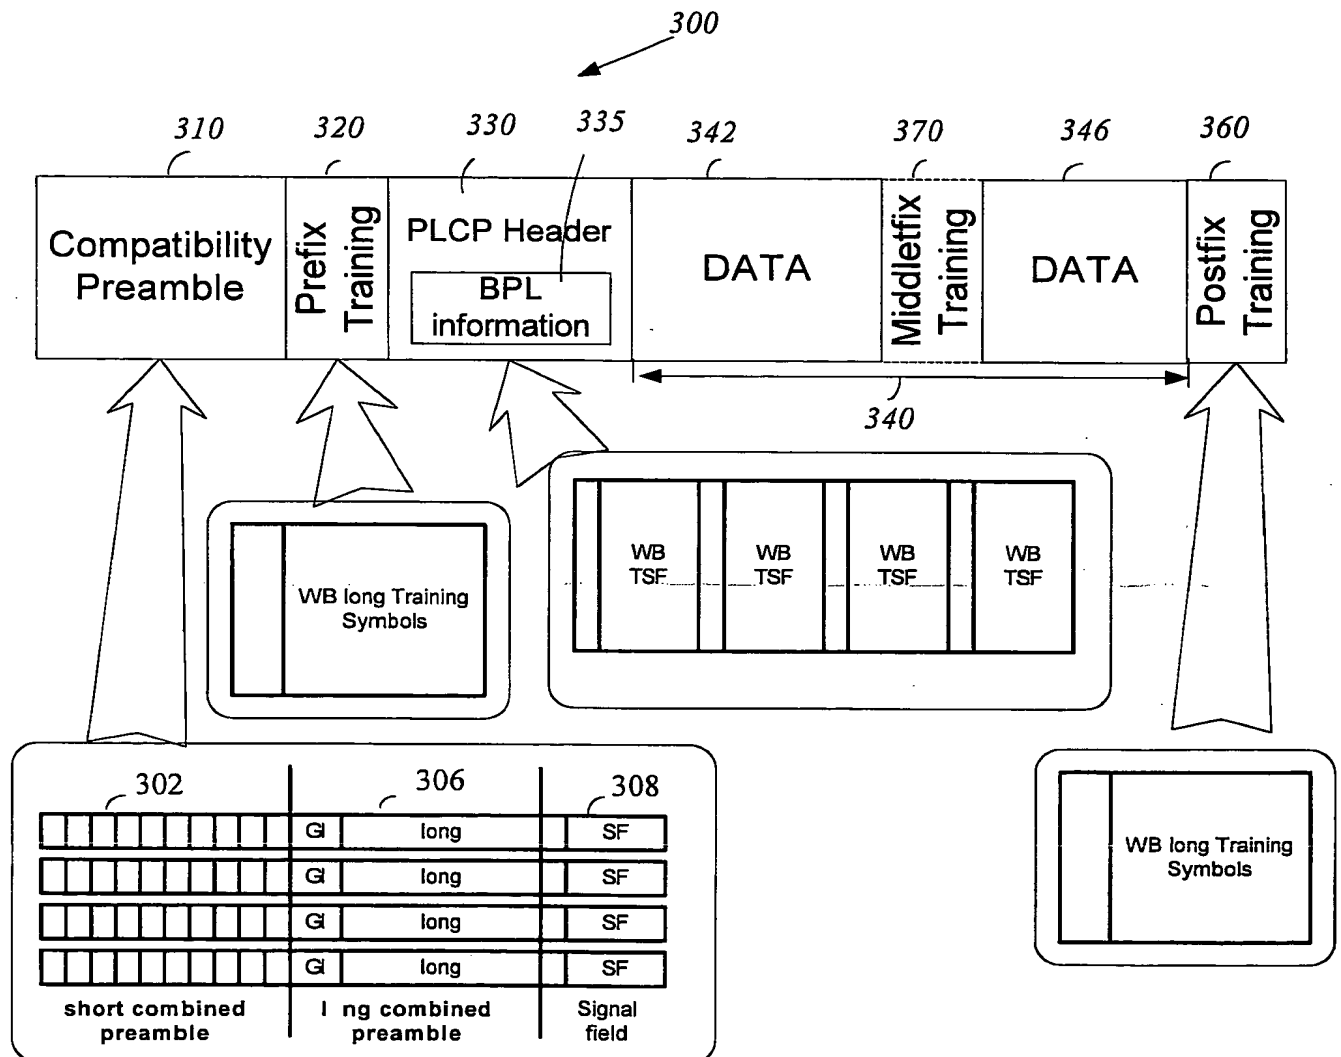 300
310
320
330
335
342
370
346
360
Compatibility
Preamble
Prefix
Training
PLCP Header
BPL
information
DATA
Middletfix
Training
DATA
Postfix
Training
340
WB long Training
Symbols
WB
TSF
WB
TSF
WB
TSF
WB
TSF
302
306
308
GI
long
SF
GI
long
SF
GI
long
SF
GI
long
SF
short combined
preamble
l ng combined
preamble
Signal
field
WB long Training
Symbols